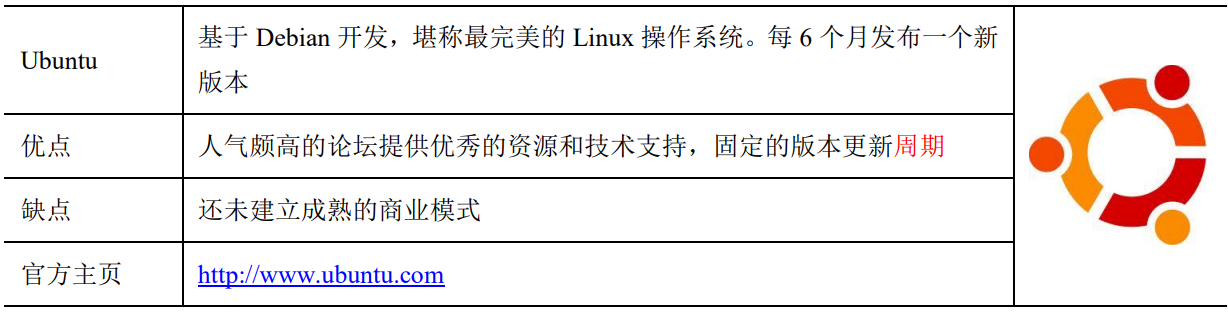 Ubuntu
基于 Debian 开发，堪称最完美的 Linux 操作系统。每 6 个月发布一个新
版本
优点
人气颇高的论坛提供优秀的资源和技术支持，固定的版本更新周期
缺点
还未建立成熟的商业模式
官方主页
http://www.ubuntu.com